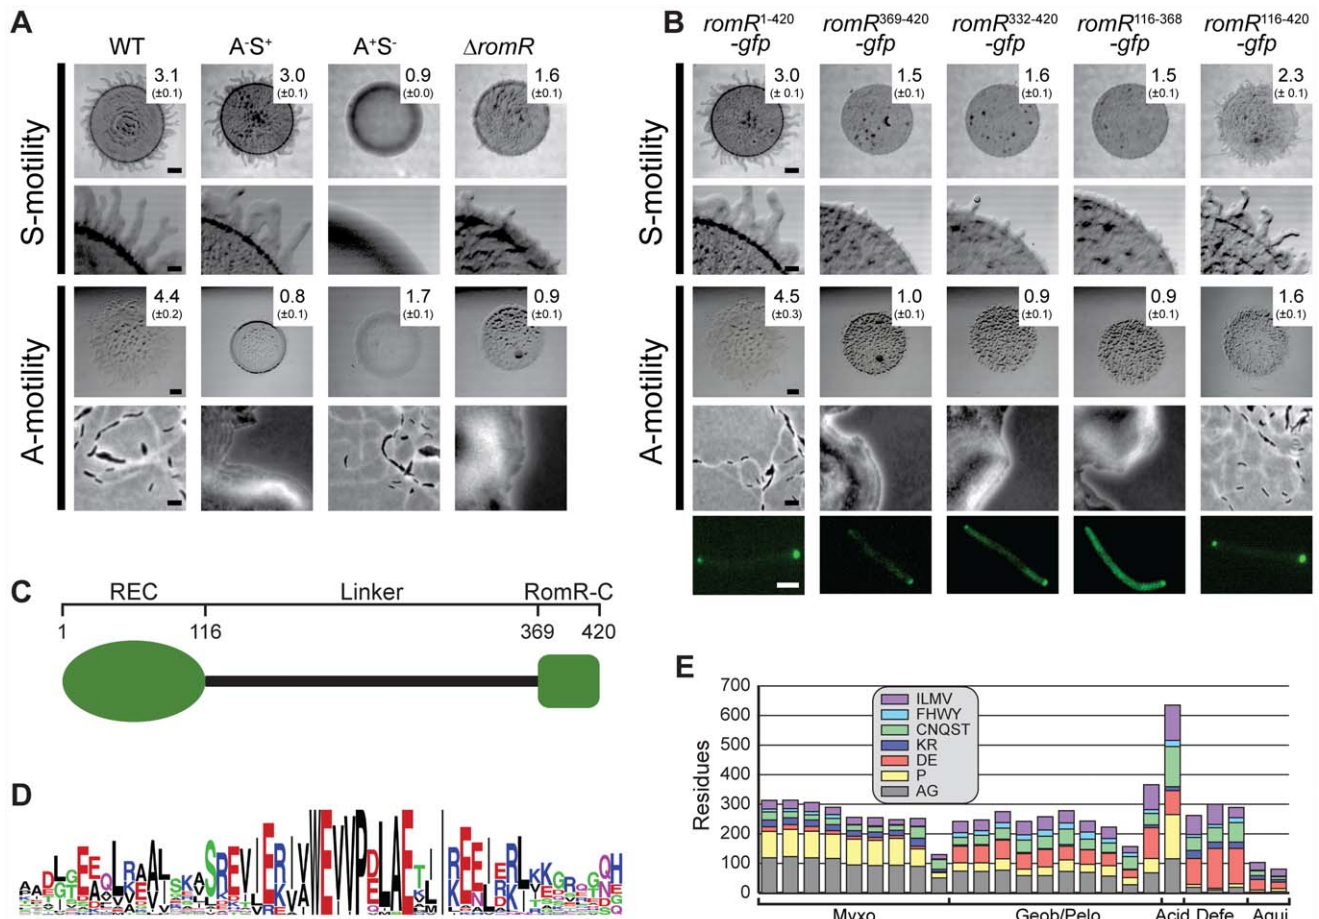 A
WT
A⁻S⁺
A⁺S⁻
ΔromR
S-motility
3.1
(±0.1)
3.0
(±0.1)
0.9
(±0.0)
1.6
(±0.1)
A-motility
4.4
(±0.2)
0.8
(±0.1)
1.7
(±0.1)
0.9
(±0.1)
B
romR¹⁻⁴²⁰
-gfp
romR³⁶⁹⁻⁴²⁰
-gfp
romR³³²⁻⁴²⁰
-gfp
romR¹¹⁶⁻³⁶⁸
-gfp
romR¹¹⁶⁻⁴²⁰
-gfp
S-motility
3.0
(± 0.1)
1.5
(±0.1)
1.6
(±0.1)
1.5
(±0.1)
2.3
(± 0.1)
A-motility
4.5
(±0.3)
1.0
(±0.1)
0.9
(±0.1)
0.9
(±0.1)
1.6
(±0.1)
C
REC
Linker
RomR-C
1
116
369
420
D
E
700
600
500
400
300
200
100
0
Residues
ILMV
FHWY
CNQST
KR
DE
P
AG
Myxo
Geob/Pelo
Acid
Defe
Aqui